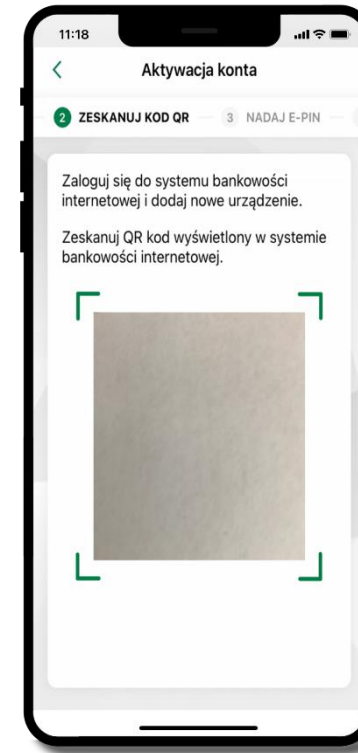 11:18
Aktywacja konta
2 ZESKANUJ KOD QR 3 NADAJ E-PIN
Zaloguj się do systemu bankowości
internetowej i dodaj nowe urządzenie.
Zeskanuj QR kod wyświetlony w systemie
bankowości internetowej.